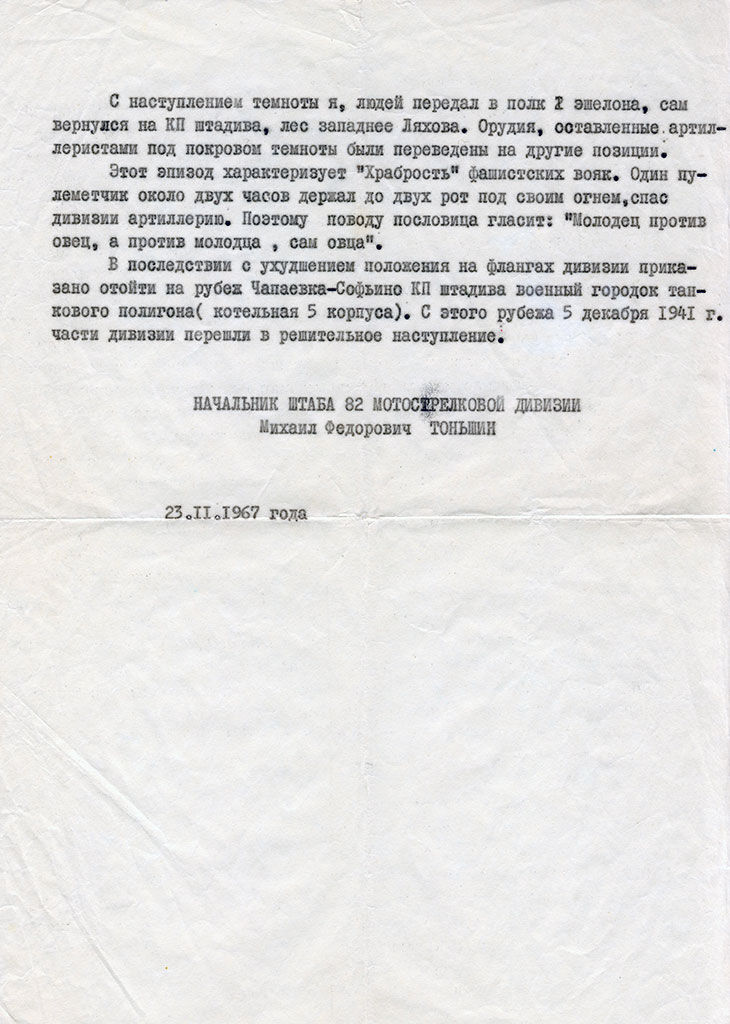 С наступлением темноты я, людей передал в полк I эшелона, сам
вернулся на КП штадива, лес западнее Ляхова. Орудия, оставленные артил-
леристами под покровом темноты были переведены на другие позиции.
Этот эпизод характеризует "Храбрость" фашистских вояк. Один пу-
леметчик около двух часов держал до двух рот под своим огнем,спас
дивизии артиллерию. Поэтому поводу пословица гласит: "Молодец против
овец, а против молодца , сам овца".
В последствии с ухудшением положения на флангах дивизии прика-
зано отойти на рубеж Чапаевка-Софьино КП штадива военный городок тан-
кового полигона( котельная 5 корпуса). С этого рубежа 5 декабря 1941 г.
части дивизии перешли в решительное наступление.
НАЧАЛЬНИК ШТАБА 82 МОТОСТРЕЛКОВОЙ ДИВИЗИИ
Михаил Федорович ТОНЬШИН
23.II.1967 года